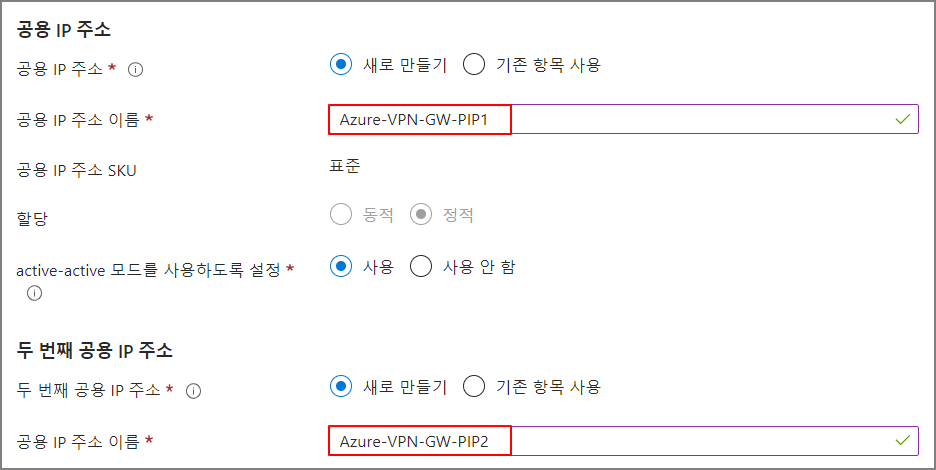 공용 IP 주소
공용 IP 주소 * 새로 만들기 기존 항목 사용
공용 IP 주소 이름 * Azure-VPN-GW-PIP1
공용 IP 주소 SKU 표준
할당 동적 정적
active-active 모드를 사용하도록 설정 * 사용 사용 안 함
두 번째 공용 IP 주소
두 번째 공용 IP 주소 * 새로 만들기 기존 항목 사용
공용 IP 주소 이름 * Azure-VPN-GW-PIP2